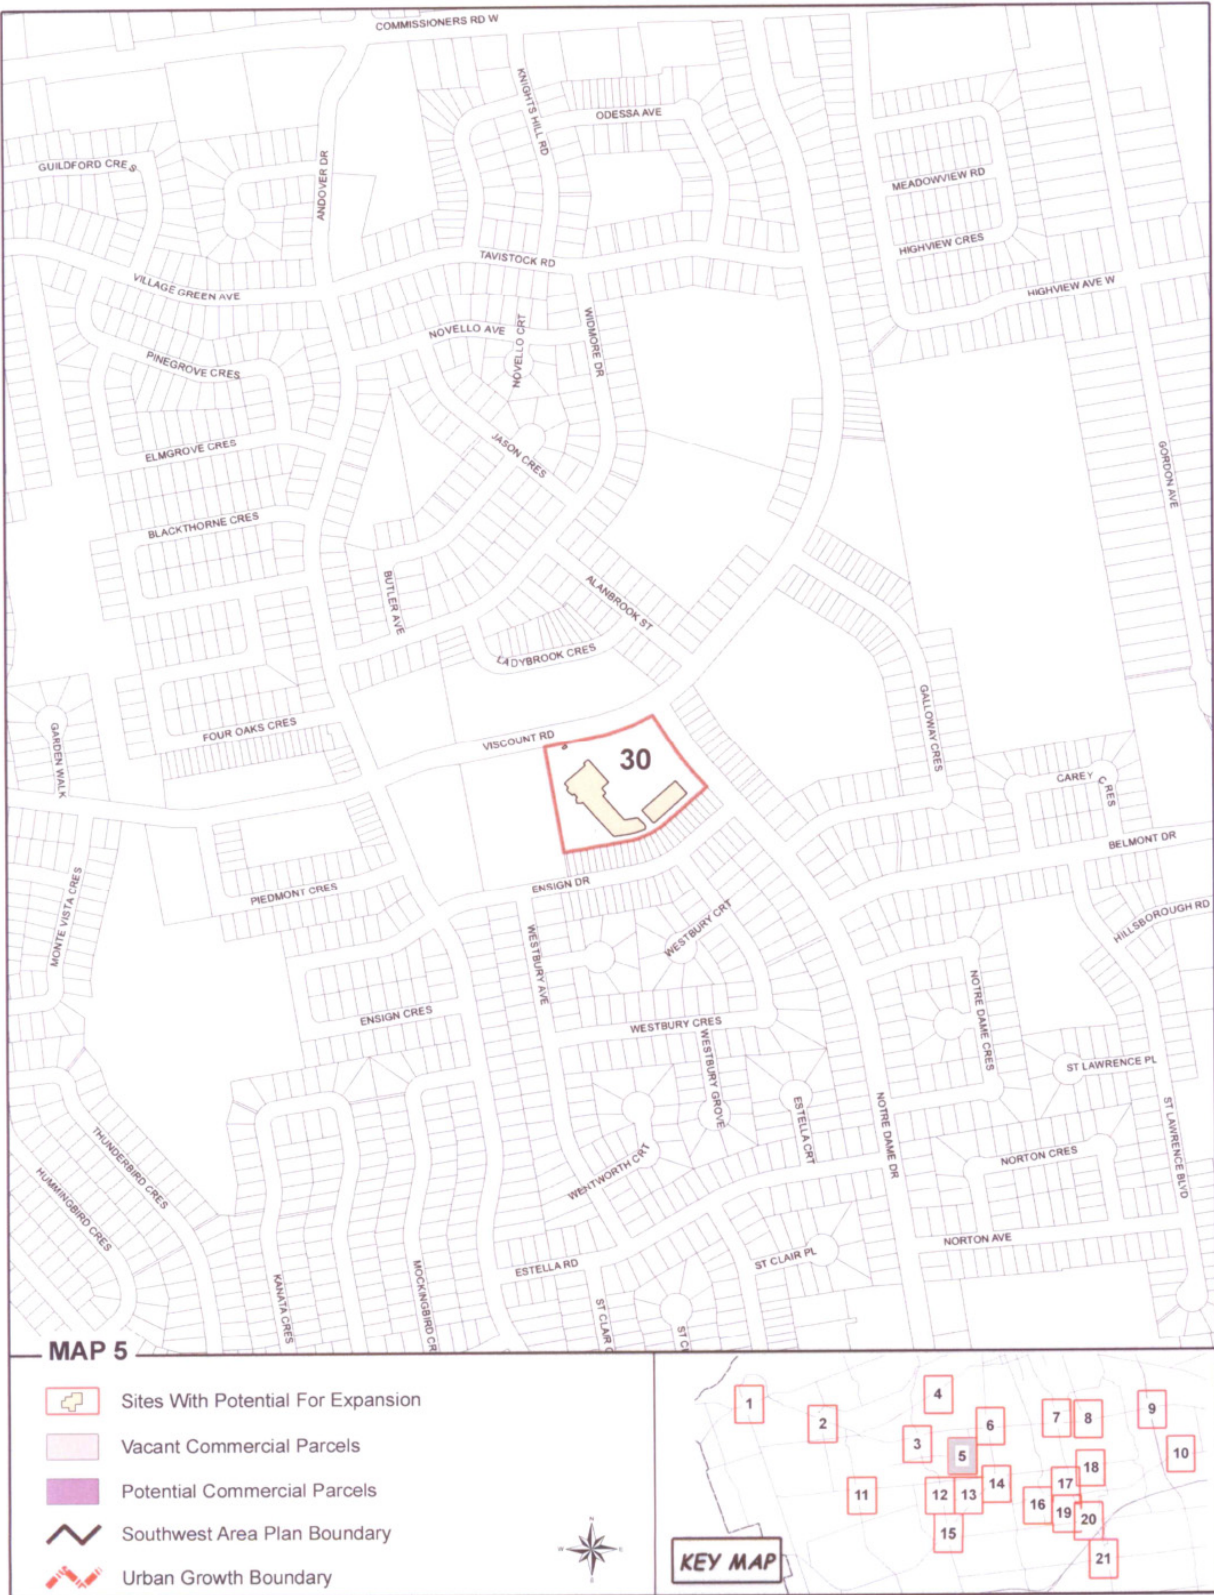 COMMISSIONERS RD W
KNIGHTS HILL RD
ODESSA AVE
GUILDFORD CRES
ANDOVER DR
MEADOWVIEW RD
HIGHVIEW CRES
TAVISTOCK RD
HIGHVIEW AVE W
VILLAGE GREEN AVE
NOVELLO AVE
NOVELLO CRT
WIDMORE DR
PINEGROVE CRES
JASON CRES
ELMGROVE CRES
GORDON AVE
BLACKTHORNE CRES
BUTLER AVE
ALANBROOK ST
LADYBROOK CRES
GALLOWAY CRES
GARDEN WALK
FOUR OAKS CRES
VISCOUNT RD
30
CAREY CRES
BELMONT DR
MONTE VISTA CRES
PIEDMONT CRES
ENSIGN DR
WESTBURY CRT
HILLSBOROUGH RD
WESTBURY AVE
ENSIGN CRES
WESTBURY CRES
NOTRE DAME CRES
WESTBURY GROVE
ST LAWRENCE PL
ESTELLA CRT
NOTRE DAME DR
ST LAWRENCE BLVD
THUNDERBIRD CRES
HUMMINGBIRD CRES
WENTWORTH CRT
NORTON CRES
NORTON AVE
ESTELLA RD
ST CLAIR PL
KANATA CRES
MOCKINGBIRD CR
ST CLAIR C
ST C
MAP 5
Sites With Potential For Expansion
Vacant Commercial Parcels
Potential Commercial Parcels
Southwest Area Plan Boundary
Urban Growth Boundary
N
W
E
S
1
2
3
4
5
6
7
8
9
10
11
12
13
14
15
16
17
18
19
20
21
KEY MAP